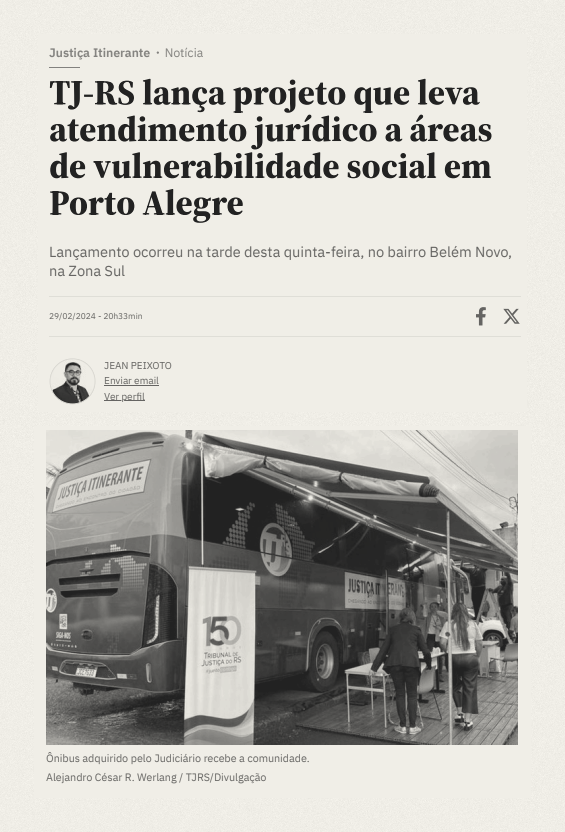 Justiça Itinerante • Notícia
TJ-RS lança projeto que leva
atendimento jurídico a áreas
de vulnerabilidade social em
Porto Alegre
Lançamento ocorreu na tarde desta quinta-feira, no bairro Belém Novo,
na Zona Sul
29/02/2024 - 20h33min
JEAN PEIXOTO
Enviar email
Ver perfil
JUSTIÇA ITINERANTE
TJ
JUSTIÇA ITINERANTE
150
TRIBUNAL DE
JUSTIÇA DO RS
Ônibus adquirido pelo Judiciário recebe a comunidade.
Alejandro César R. Werlang / TJRS/Divulgação